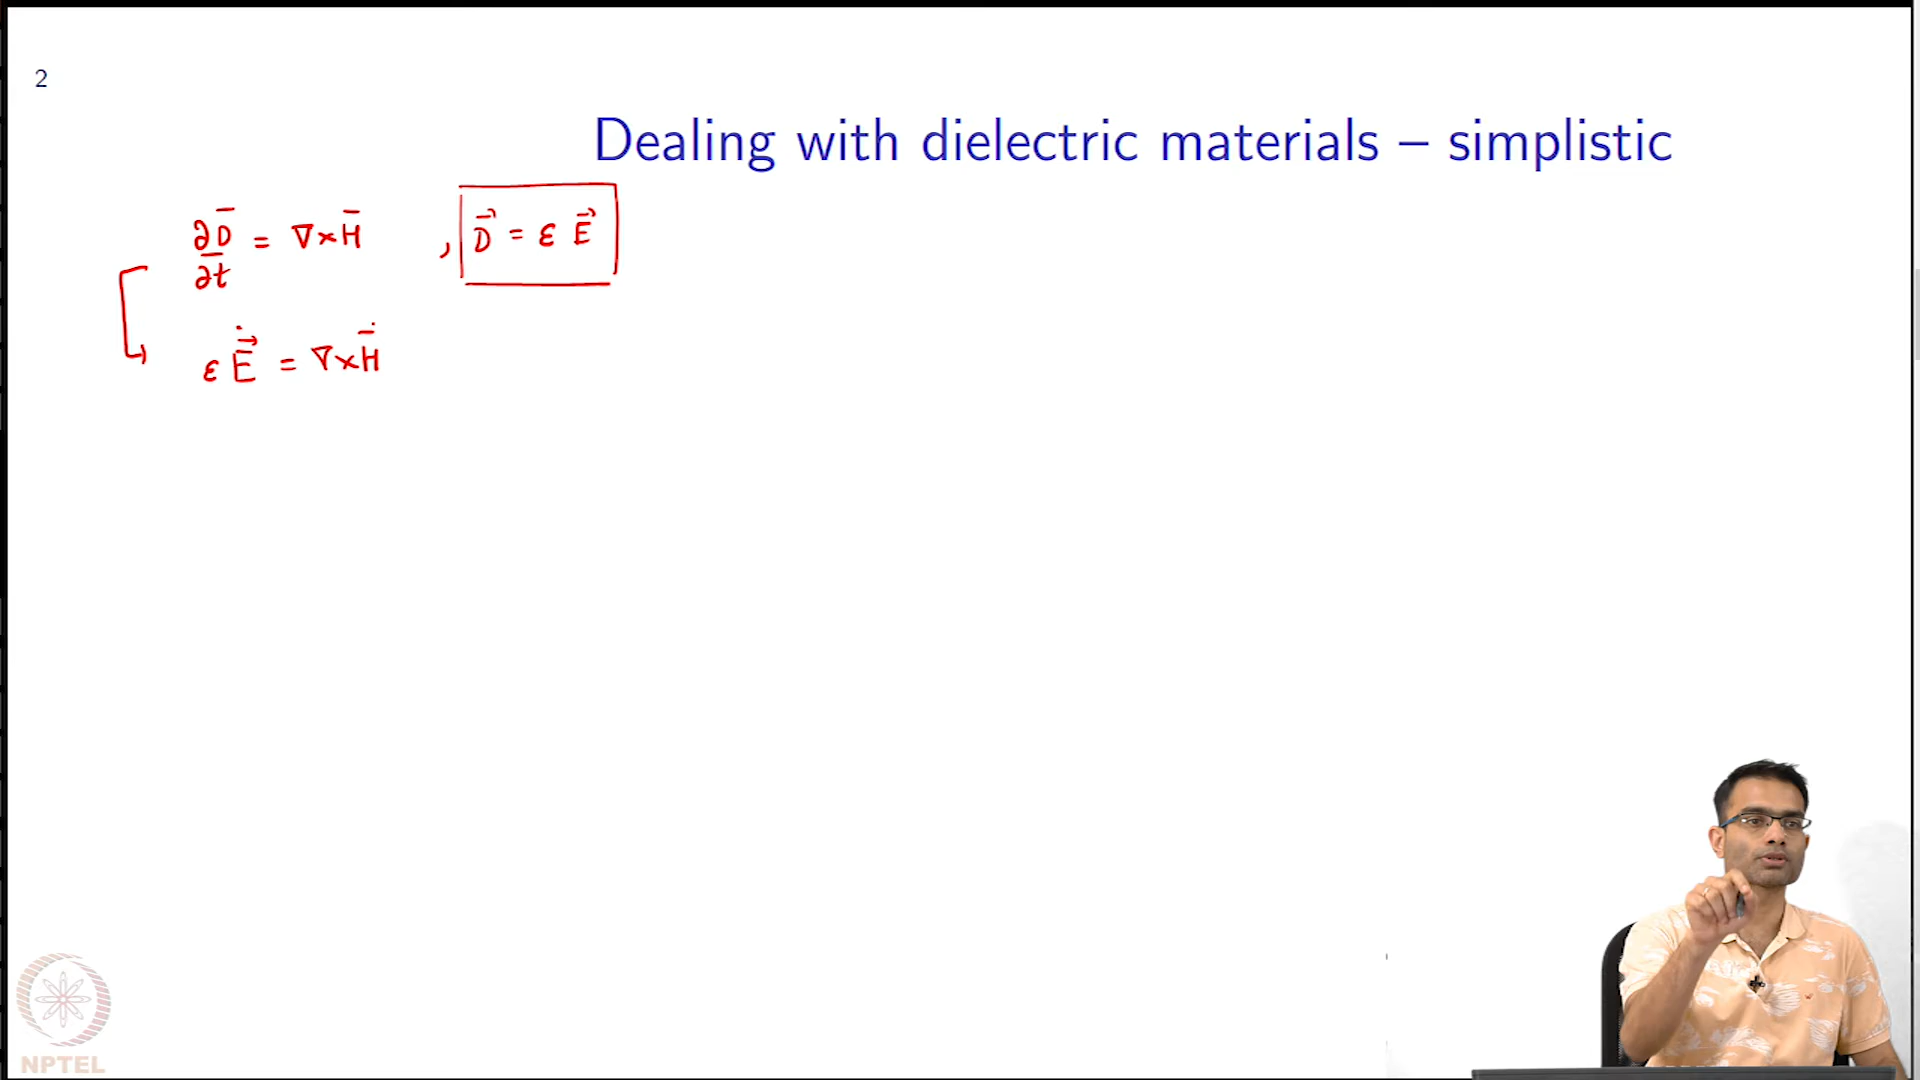 2
Dealing with dielectric materials – simplistic
∂D̄/∂t = ∇×H̄ , D⃗ = ε E⃗
ε Ė⃗ = ∇×H̄
NPTEL